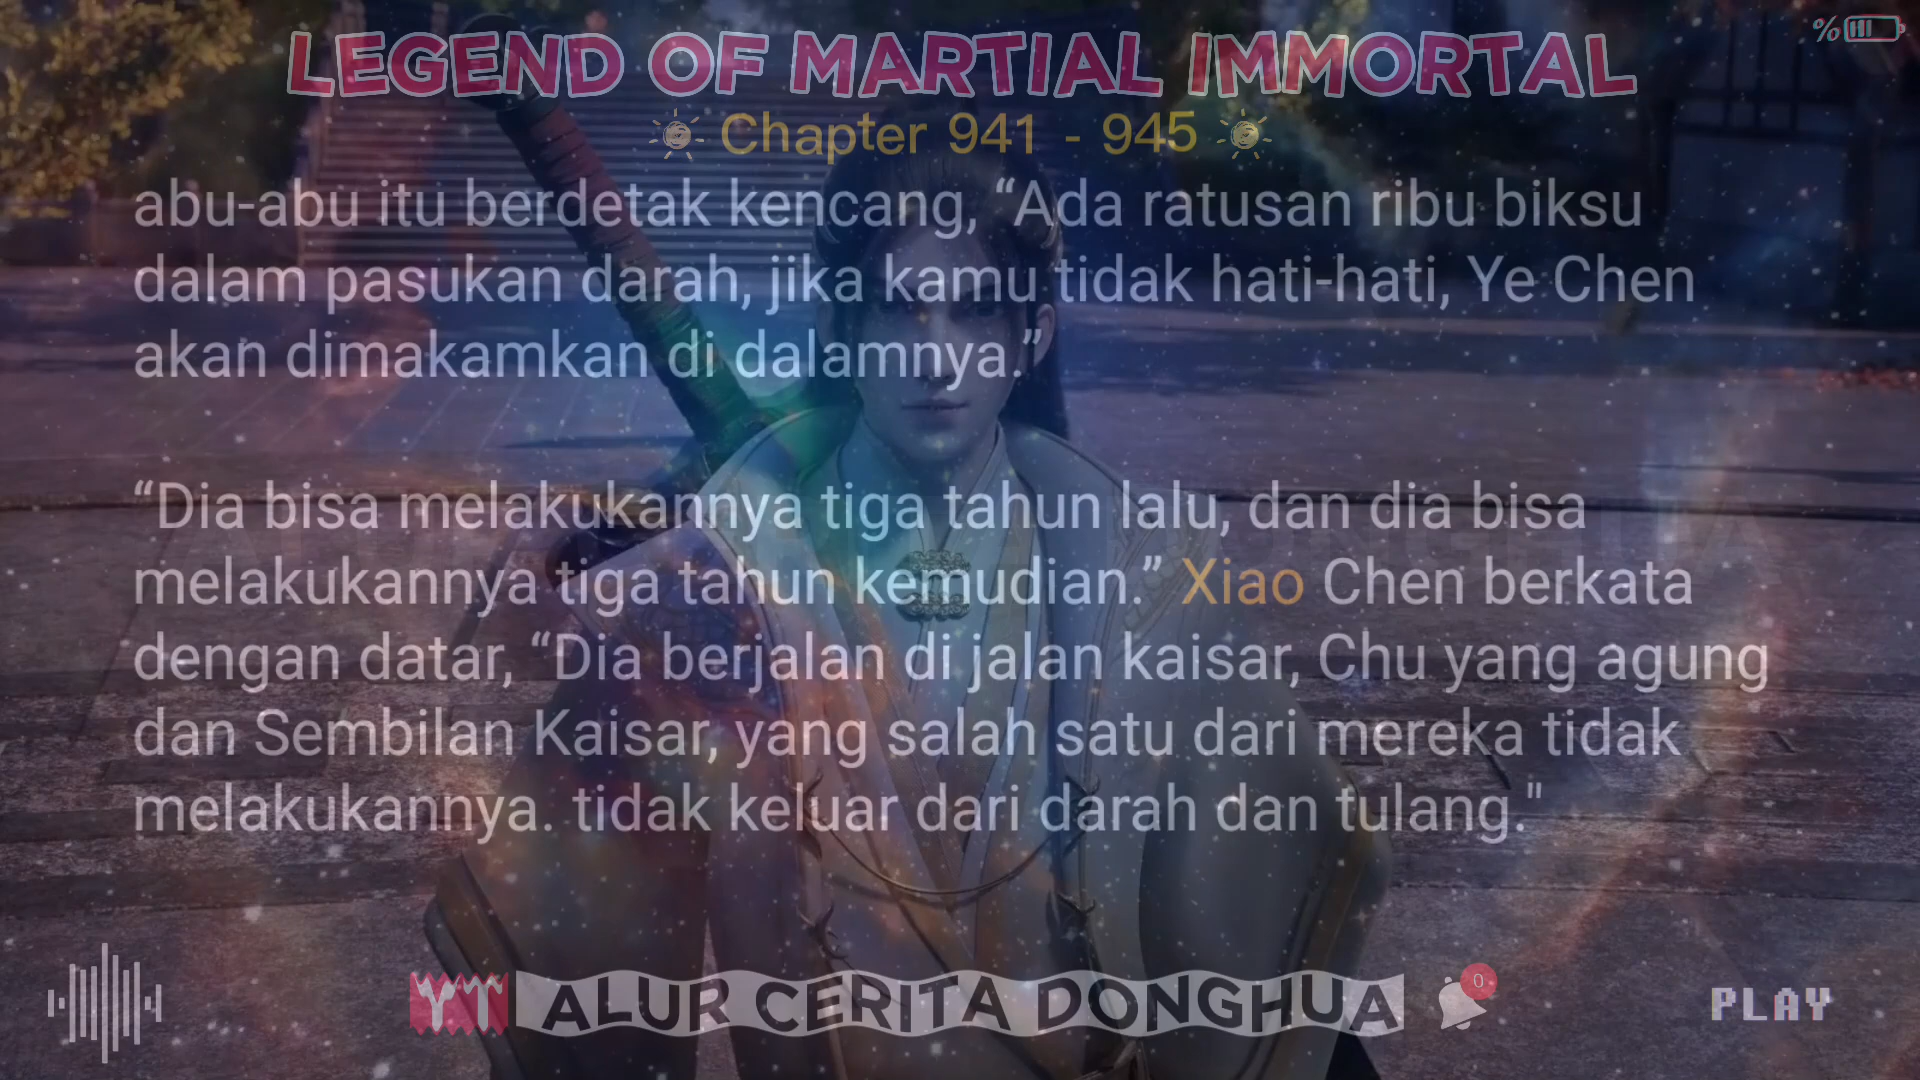 LEGEND OF MARTIAL IMMORTAL
%
Chapter 941 - 945
abu-abu itu berdetak kencang, “Ada ratusan ribu biksu
dalam pasukan darah, jika kamu tidak hati-hati, Ye Chen
akan dimakamkan di dalamnya.”
“Dia bisa melakukannya tiga tahun lalu, dan dia bisa
melakukannya tiga tahun kemudian.” Xiao Chen berkata
dengan datar, “Dia berjalan di jalan kaisar, Chu yang agung
dan Sembilan Kaisar, yang salah satu dari mereka tidak
melakukannya. tidak keluar dari darah dan tulang."
YT ALUR CERITA DONGHUA 0
PLAY